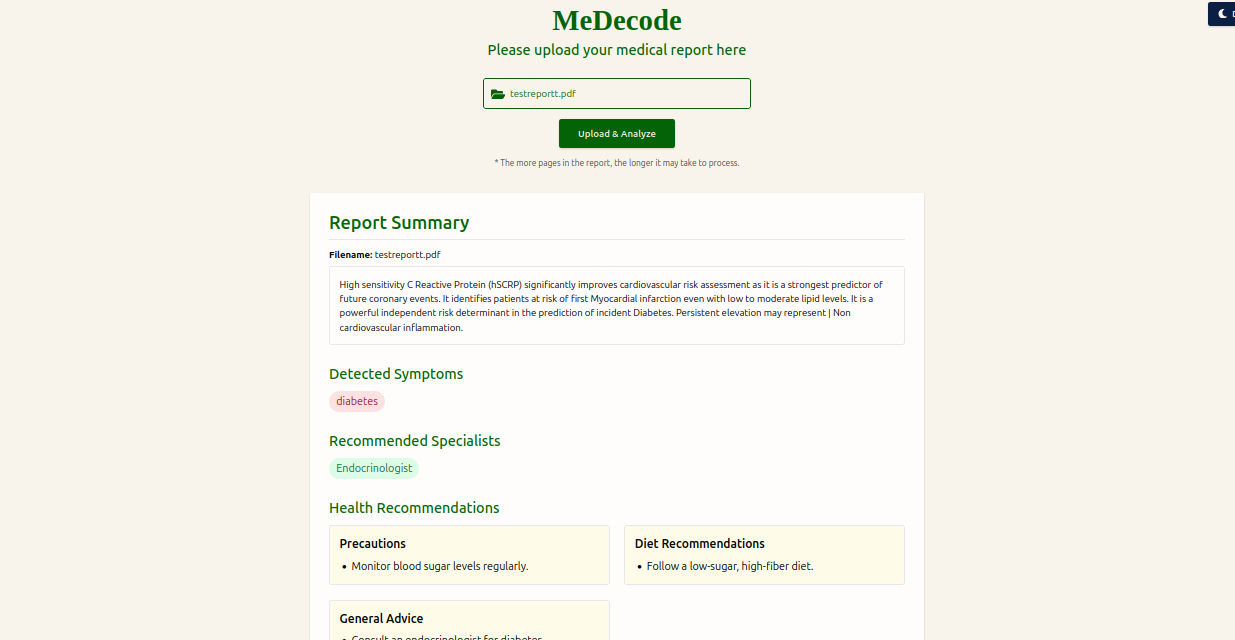 MeDecode
Please upload your medical report here
testreportt.pdf
Upload & Analyze
* The more pages in the report, the longer it may take to process.
Report Summary
Filename: testreportt.pdf
High sensitivity C Reactive Protein (hSCRP) significantly improves cardiovascular risk assessment as it is a strongest predictor of
future coronary events. It identifies patients at risk of first Myocardial infarction even with low to moderate lipid levels. It is a
powerful independent risk determinant in the prediction of incident Diabetes. Persistent elevation may represent | Non
cardiovascular inflammation.
Detected Symptoms
diabetes
Recommended Specialists
Endocrinologist
Health Recommendations
Precautions
• Monitor blood sugar levels regularly.
Diet Recommendations
• Follow a low-sugar, high-fiber diet.
General Advice
• Consult an endocrinologist for diabetes